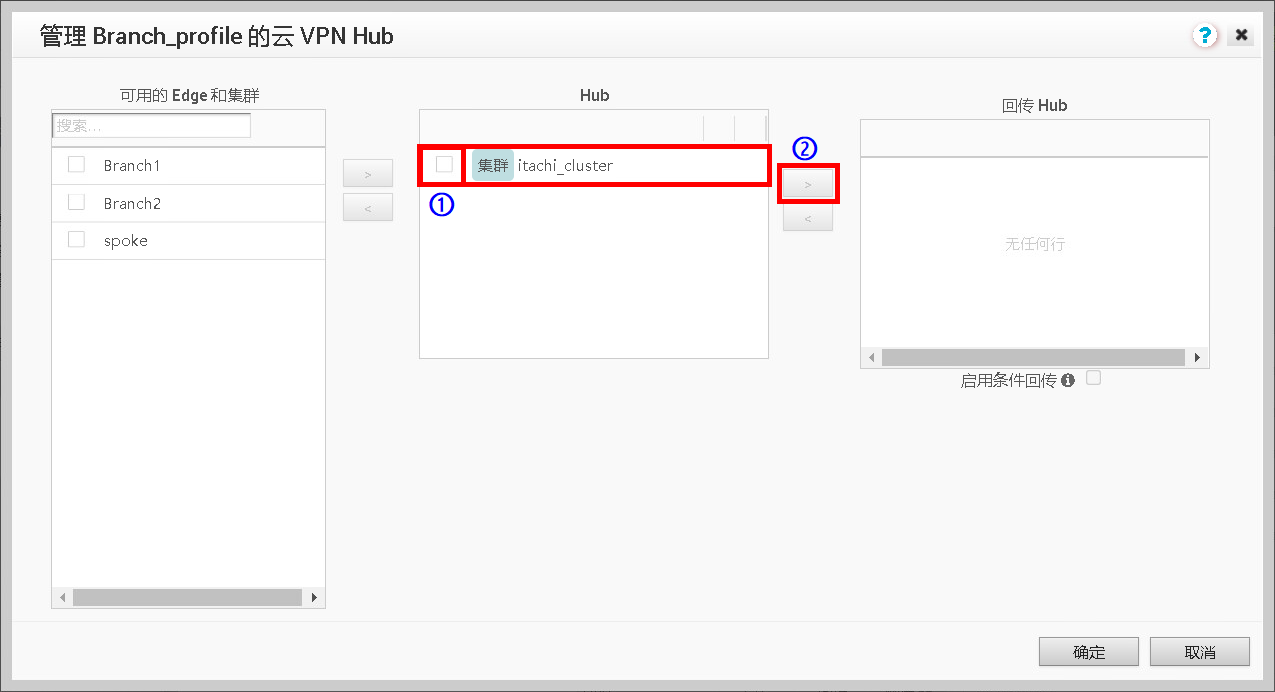 管理 Branch_profile 的云 VPN Hub
?
可用的 Edge 和集群
搜索...
Branch1
Branch2
spoke
>
<
Hub
集群 itachi_cluster
①
②
>
<
回传 Hub
无任何行
启用条件回传
确定
取消